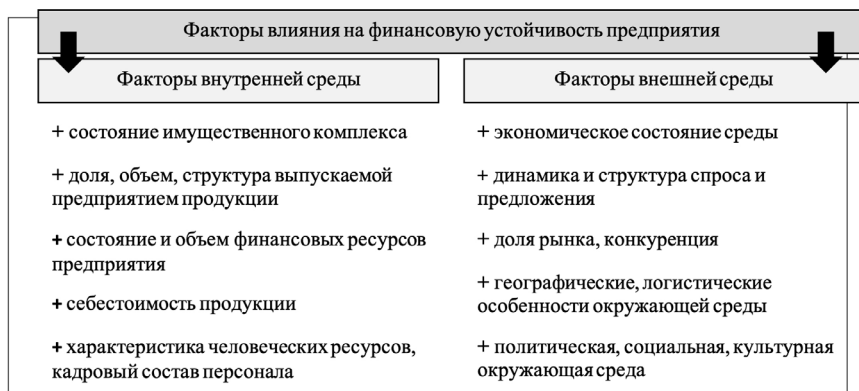 Факторы влияния на финансовую устойчивость предприятия
Факторы внутренней среды
+ состояние имущественного комплекса
+ доля, объем, структура выпускаемой
предприятием продукции
+ состояние и объем финансовых ресурсов
предприятия
+ себестоимость продукции
+ характеристика человеческих ресурсов,
кадровый состав персонала
Факторы внешней среды
+ экономическое состояние среды
+ динамика и структура спроса и
предложения
+ доля рынка, конкуренция
+ географические, логистические
особенности окружающей среды
+ политическая, социальная, культурная
окружающая среда